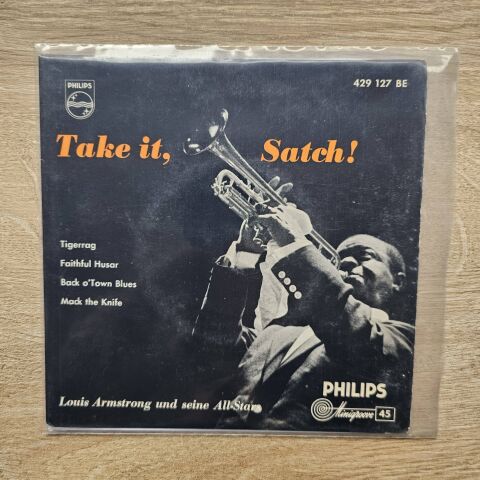 PHILIPS
429 127 BE
Take it, Satch!
Tigerrag
Faithful Husar
Back o'Town Blues
Mack the Knife
Louis Armstrong und seine All-Stars
PHILIPS
Minigroove 45